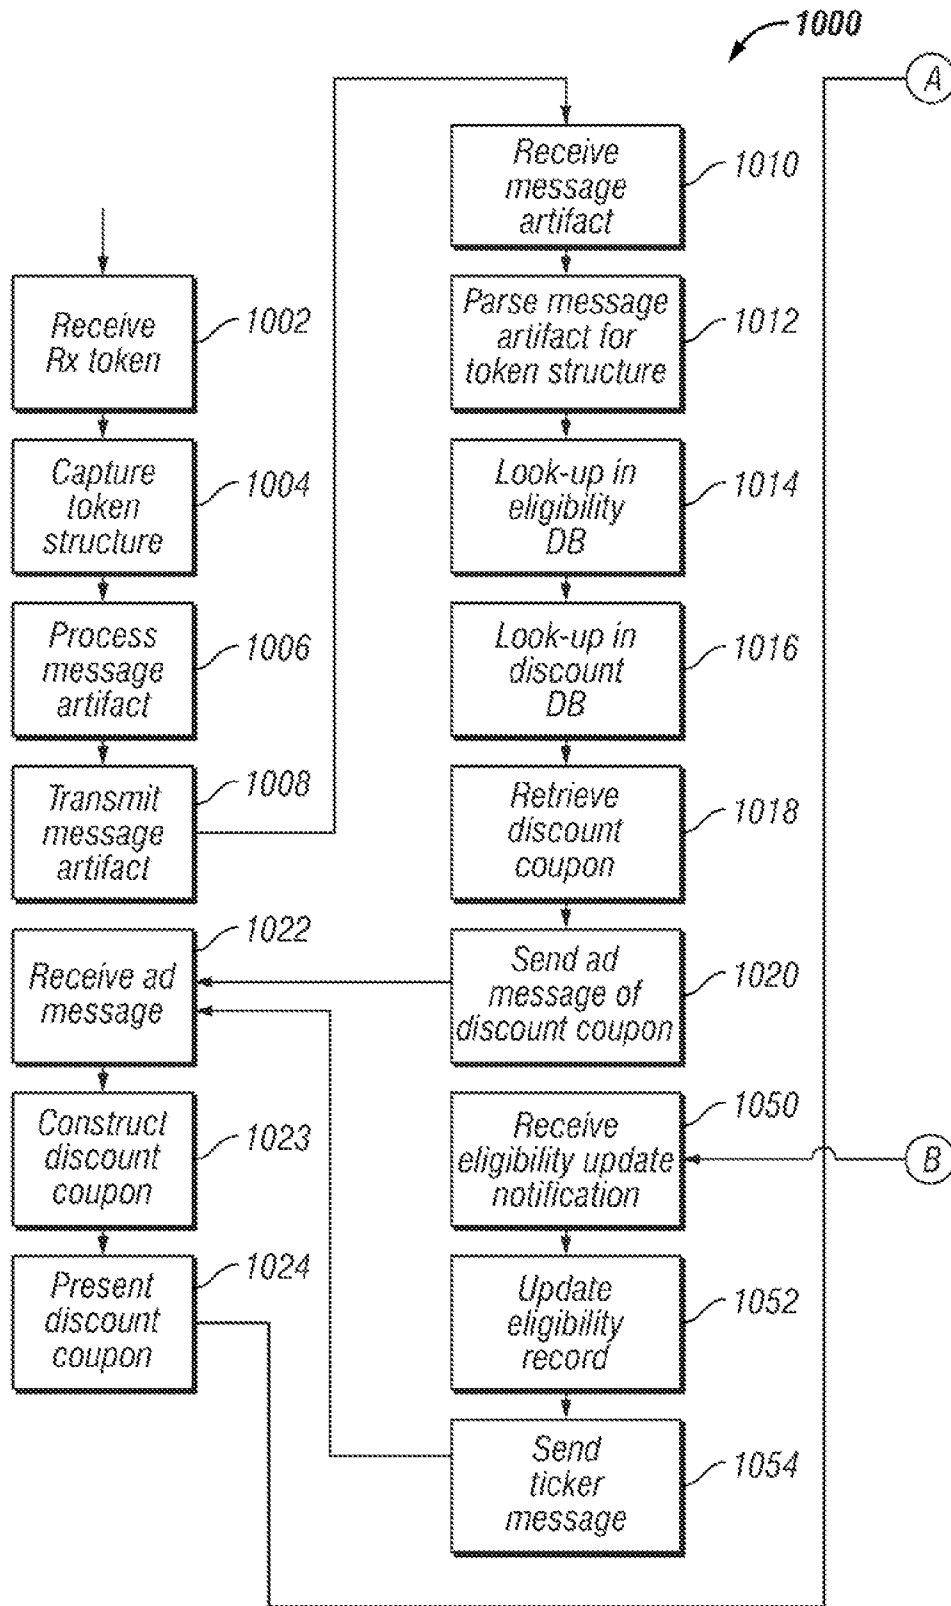 1000
A
Receive
Rx token
1002
Capture
token
structure
1004
Process
message
artifact
1006
Transmit
message
artifact
1008
Receive
message
artifact
1010
Parse message
artifact for
token structure
1012
Look-up in
eligibility
DB
1014
Look-up in
discount
DB
1016
Retrieve
discount
coupon
1018
Send ad
message of
discount coupon
1020
Receive ad
message
1022
Construct
discount
coupon
1023
Present
discount
coupon
1024
Receive
eligibility update
notification
1050
B
Update
eligibility
record
1052
Send
ticker
message
1054